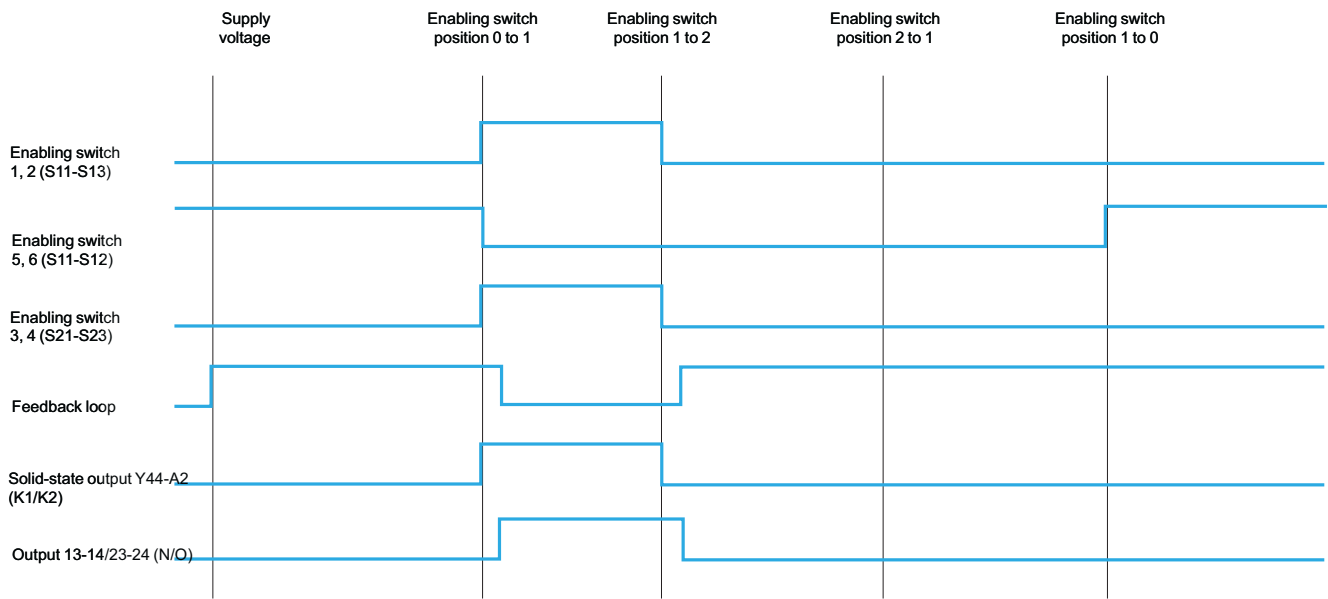 Supply
voltage
Enabling switch
position 0 to 1
Enabling switch
position 1 to 2
Enabling switch
position 2 to 1
Enabling switch
position 1 to 0
Enabling switch
1, 2 (S11-S13)
Enabling switch
5, 6 (S11-S12)
Enabling switch
3, 4 (S21-S23)
Feedback loop
Solid-state output Y44-A2
(K1/K2)
Output 13-14/23-24 (N/O)